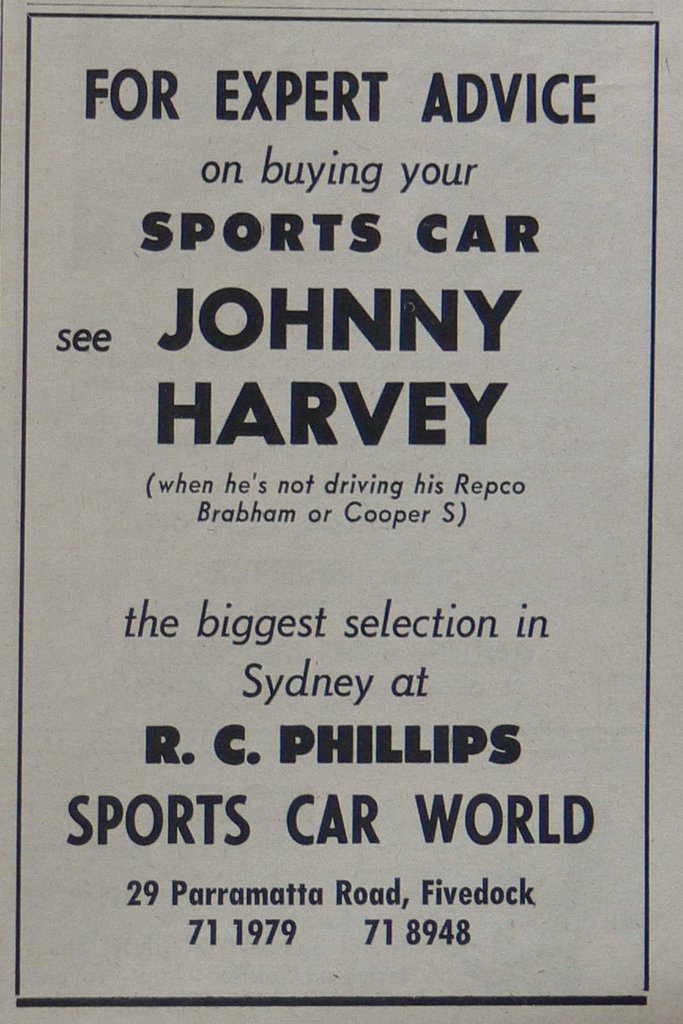 FOR EXPERT ADVICE
on buying your
SPORTS CAR
see JOHNNY
HARVEY
(when he's not driving his Repco
Brabham or Cooper S)
the biggest selection in
Sydney at
R. C. PHILLIPS
SPORTS CAR WORLD
29 Parramatta Road, Fivedock
71 1979 71 8948